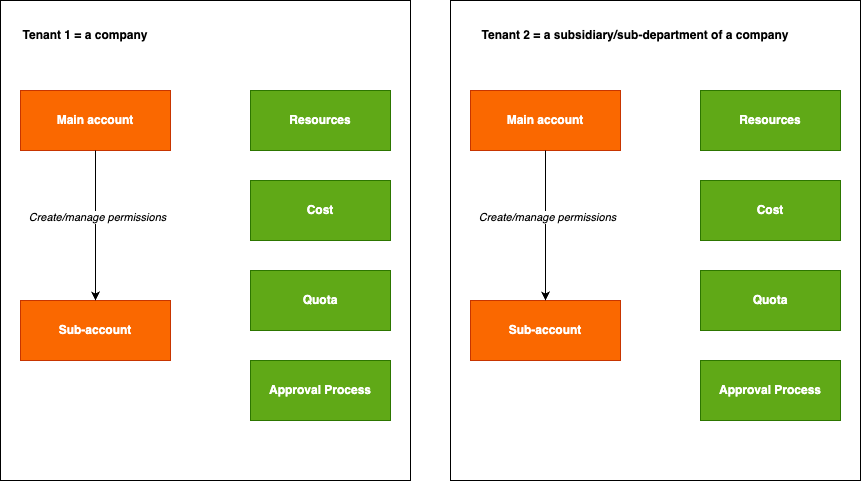 Tenant 1 = a company
Main account
Resources
Cost
Create/manage permissions
Quota
Sub-account
Approval Process
Tenant 2 = a subsidiary/sub-department of a company
Main account
Resources
Cost
Create/manage permissions
Quota
Sub-account
Approval Process